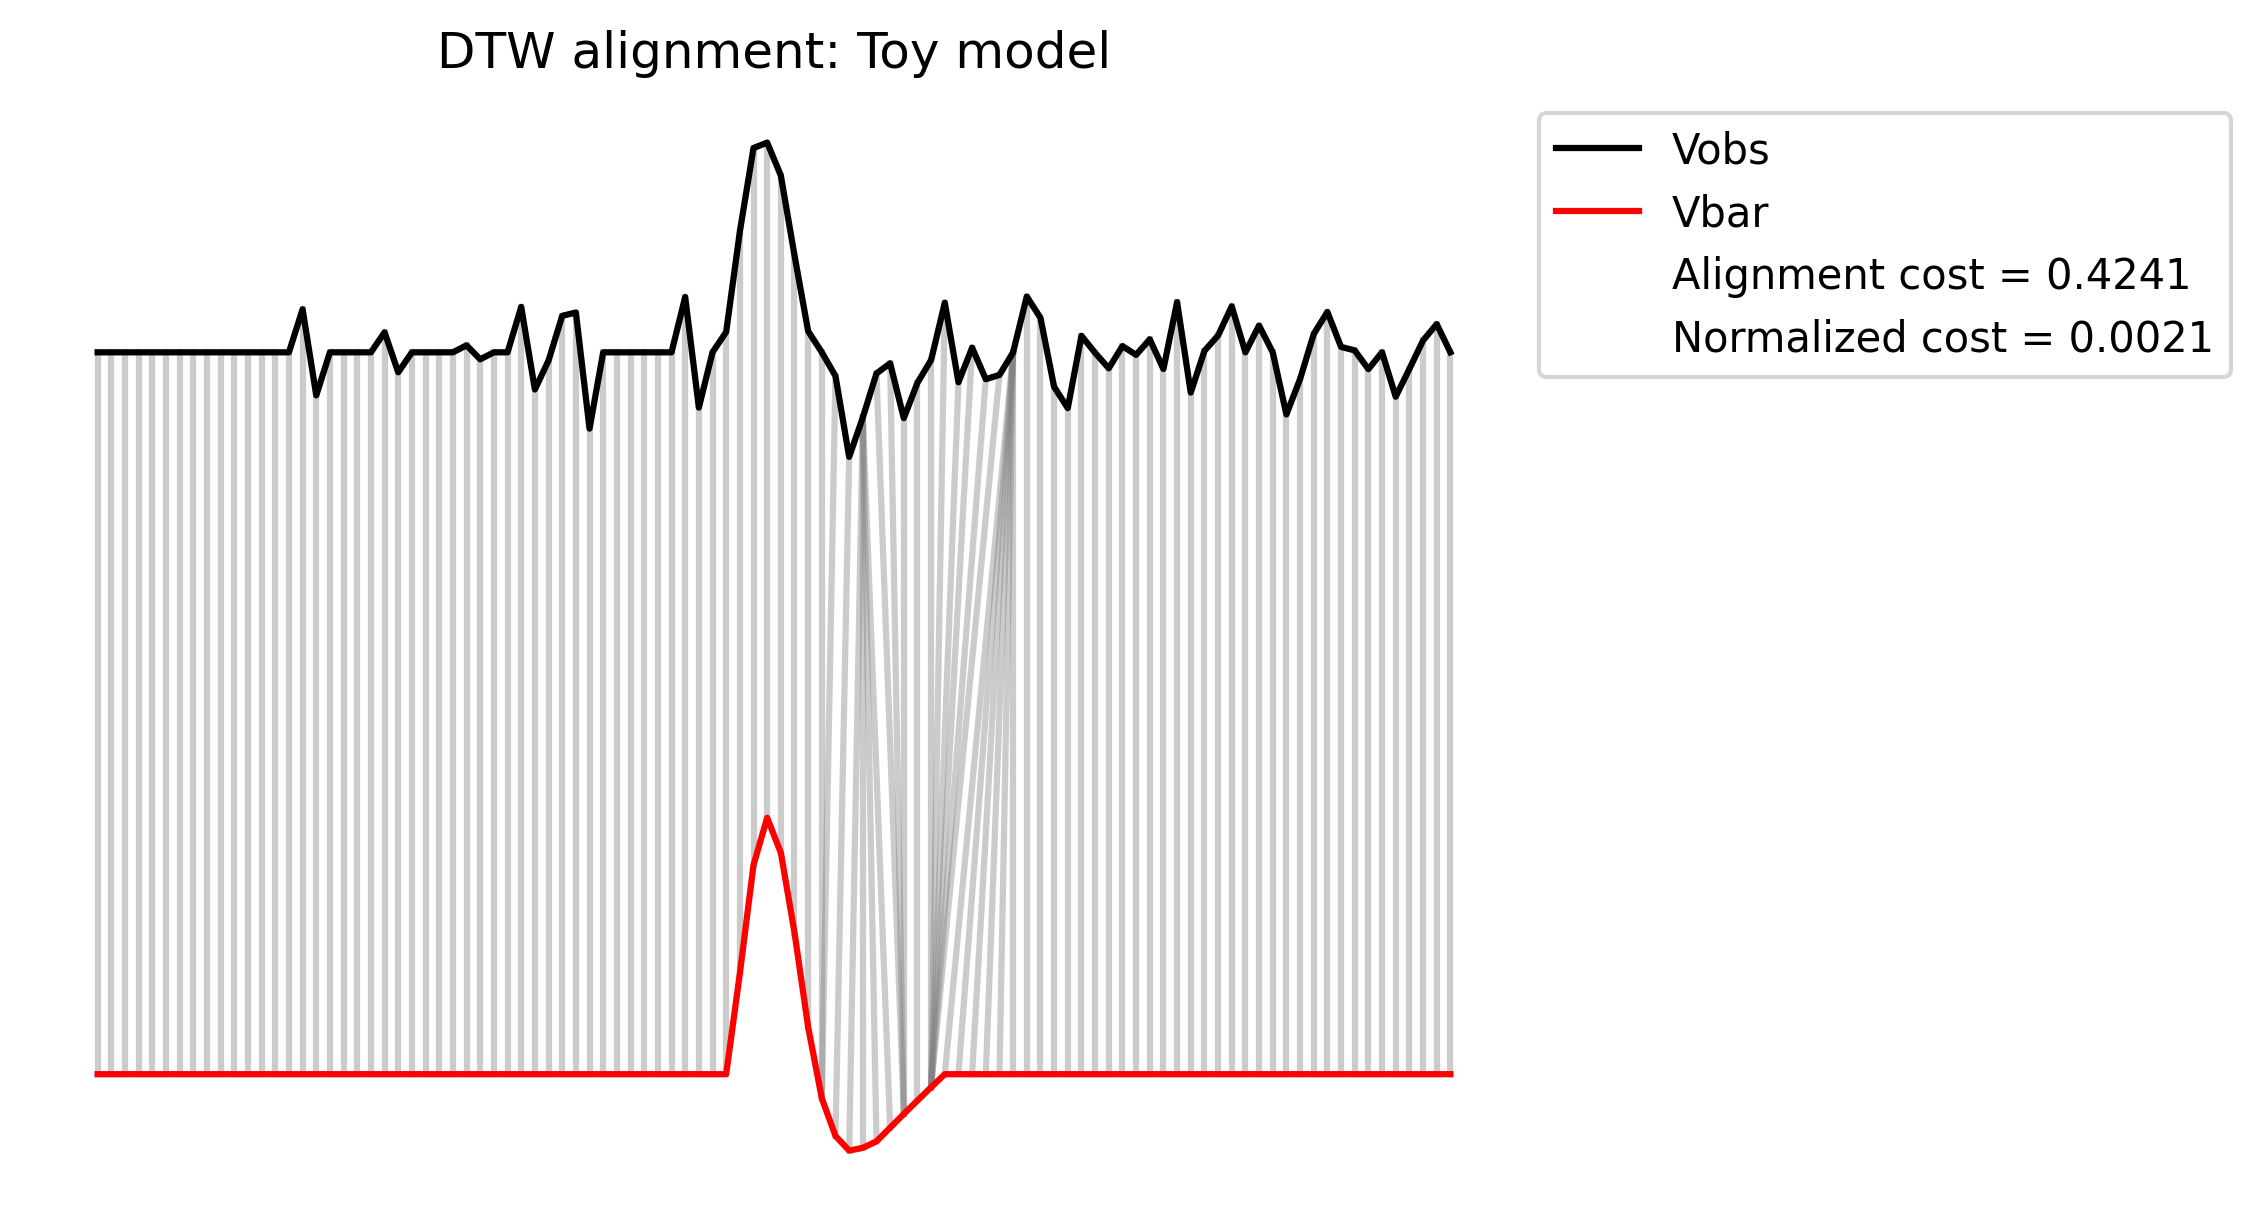 DTW alignment: Toy model
Vobs
Vbar
Alignment cost = 0.4241
Normalized cost = 0.0021